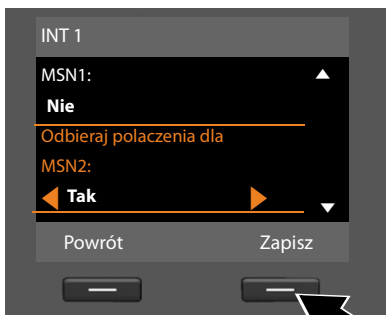 INT 1
MSN1:
Nie
Odbieraj polaczenia dla
MSN2:
Tak
Powrót Zapisz